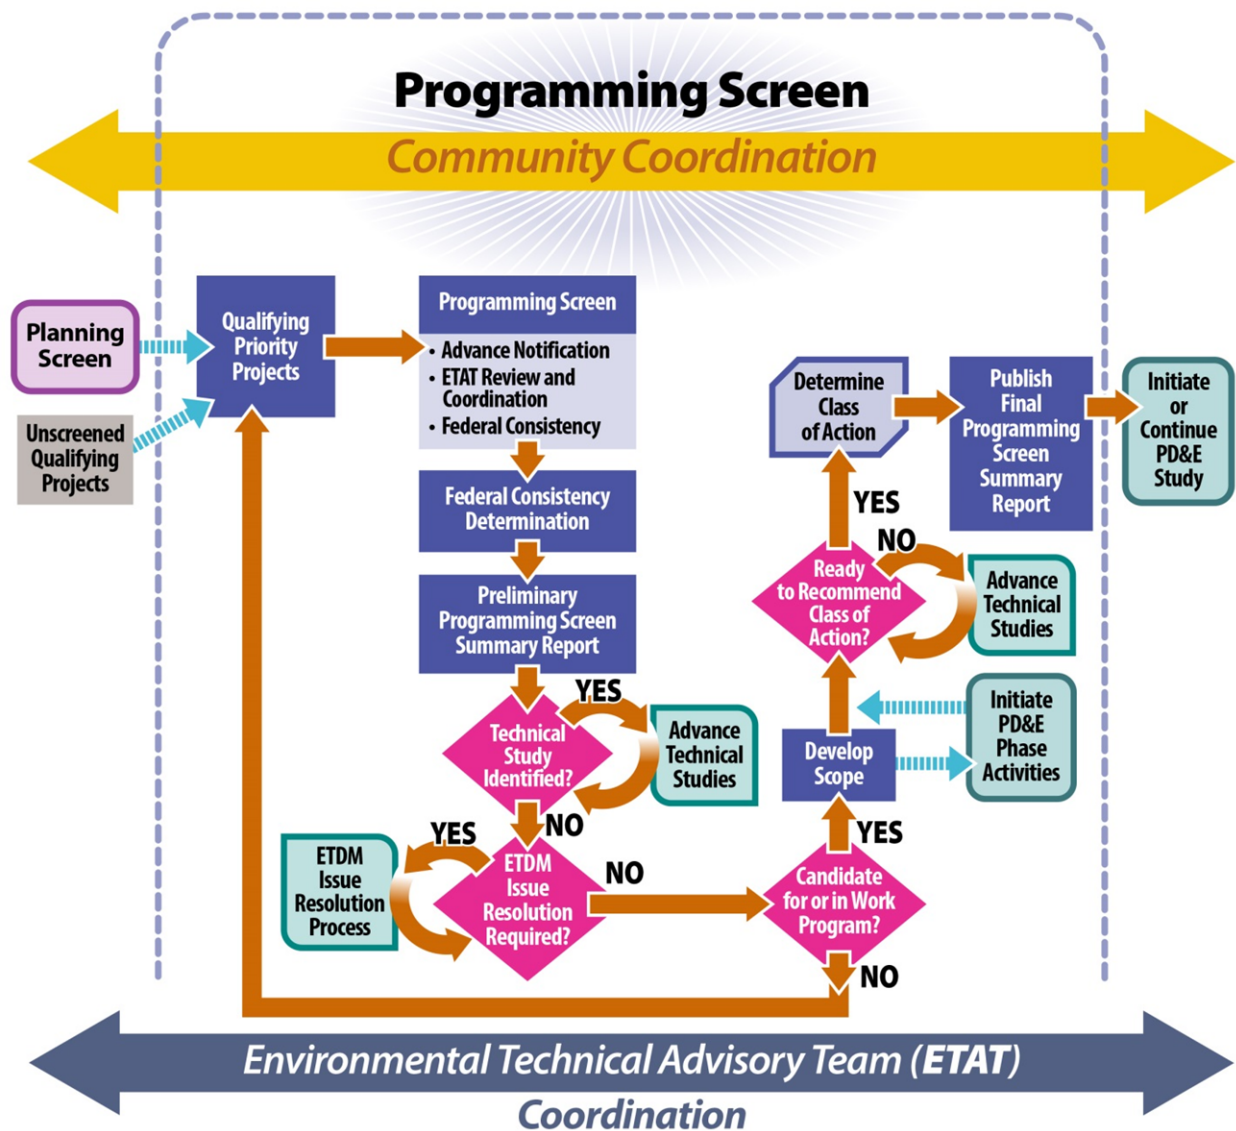 Programming Screen
Community Coordination
Planning
Screen
Unscreened
Qualifying
Projects
Qualifying
Priority
Projects
Programming Screen
• Advance Notification
• ETAT Review and
Coordination
• Federal Consistency
Federal Consistency
Determination
Preliminary
Programming Screen
Summary Report
YES
Technical
Study
Identified?
Advance
Technical
Studies
NO
YES
ETDM
Issue
Resolution
Process
ETDM
Issue
Resolution
Required?
NO
Candidate
for or in Work
Program?
NO
YES
Develop
Scope
Initiate
PD&E
Phase
Activities
Ready
to Recommend
Class of
Action?
NO
Advance
Technical
Studies
YES
Determine
Class
of Action
Publish
Final
Programming
Screen
Summary
Report
Initiate
or
Continue
PD&E
Study
Environmental Technical Advisory Team (ETAT)
Coordination